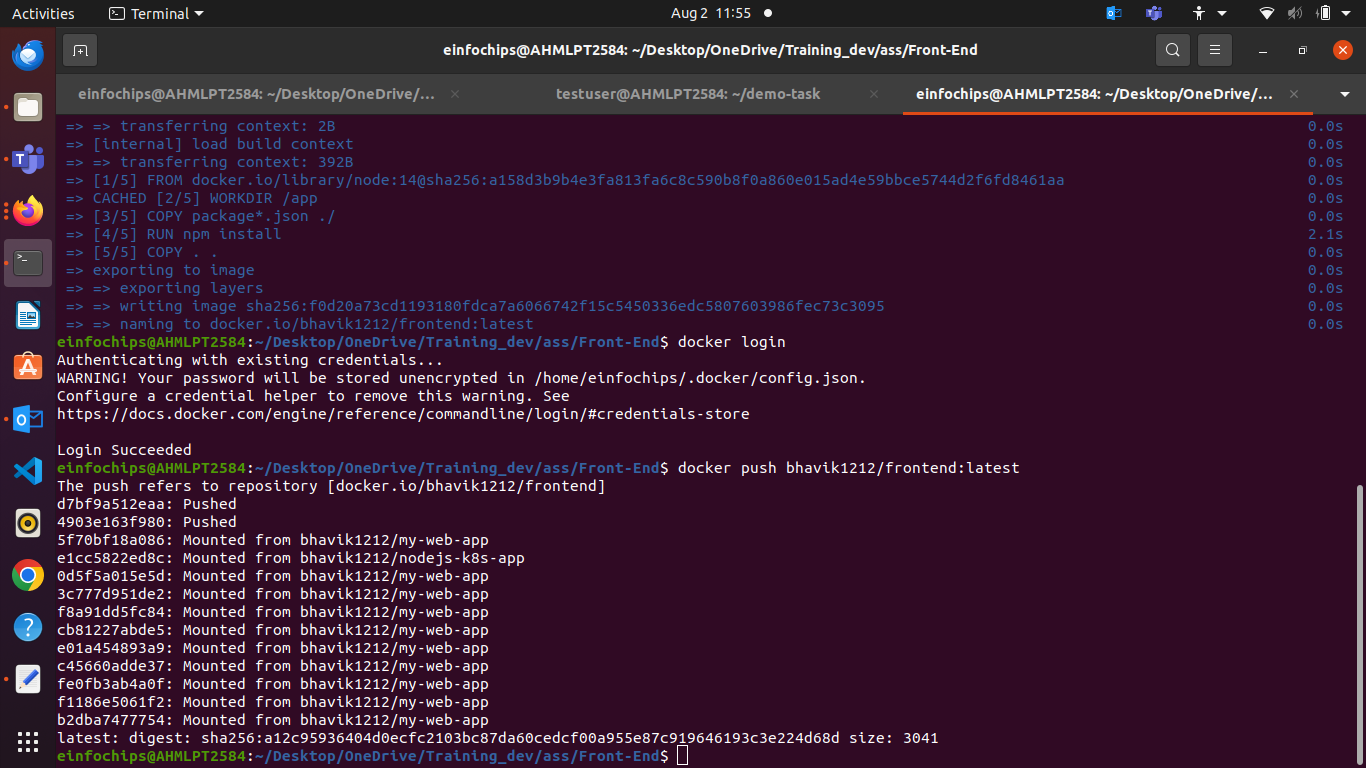 Activities
Terminal
Aug 2 11:55
einfochips@AHMLPT2584: ~/Desktop/OneDrive/Training_dev/ass/Front-End
einfochips@AHMLPT2584: ~/Desktop/OneDrive/...
testuser@AHMLPT2584: ~/demo-task
einfochips@AHMLPT2584: ~/Desktop/OneDrive/...
=> => transferring context: 2B 0.0s
=> [internal] load build context 0.0s
=> => transferring context: 392B 0.0s
=> [1/5] FROM docker.io/library/node:14@sha256:a158d3b9b4e3fa813fa6c8c590b8f0a860e015ad4e59bbce5744d2f6fd8461aa 0.0s
=> CACHED [2/5] WORKDIR /app 0.0s
=> [3/5] COPY package*.json ./ 0.0s
=> [4/5] RUN npm install 2.1s
=> [5/5] COPY . . 0.0s
=> exporting to image 0.0s
=> => exporting layers 0.0s
=> => writing image sha256:f0d20a73cd1193180fdca7a6066742f15c5450336edc5807603986fec73c3095 0.0s
=> => naming to docker.io/bhavik1212/frontend:latest 0.0s
einfochips@AHMLPT2584:~/Desktop/OneDrive/Training_dev/ass/Front-End$ docker login
Authenticating with existing credentials...
WARNING! Your password will be stored unencrypted in /home/einfochips/.docker/config.json.
Configure a credential helper to remove this warning. See
https://docs.docker.com/engine/reference/commandline/login/#credentials-store
Login Succeeded
einfochips@AHMLPT2584:~/Desktop/OneDrive/Training_dev/ass/Front-End$ docker push bhavik1212/frontend:latest
The push refers to repository [docker.io/bhavik1212/frontend]
d7bf9a512eaa: Pushed
4903e163f980: Pushed
5f70bf18a086: Mounted from bhavik1212/my-web-app
e1cc5822ed8c: Mounted from bhavik1212/nodejs-k8s-app
0d5f5a015e5d: Mounted from bhavik1212/my-web-app
3c777d951de2: Mounted from bhavik1212/my-web-app
f8a91dd5fc84: Mounted from bhavik1212/my-web-app
cb81227abde5: Mounted from bhavik1212/my-web-app
e01a454893a9: Mounted from bhavik1212/my-web-app
c45660adde37: Mounted from bhavik1212/my-web-app
fe0fb3ab4a0f: Mounted from bhavik1212/my-web-app
f1186e5061f2: Mounted from bhavik1212/my-web-app
b2dba7477754: Mounted from bhavik1212/my-web-app
latest: digest: sha256:a12c95936404d0ecfc2103bc87da60cedcf00a955e87c919646193c3e224d68d size: 3041
einfochips@AHMLPT2584:~/Desktop/OneDrive/Training_dev/ass/Front-End$